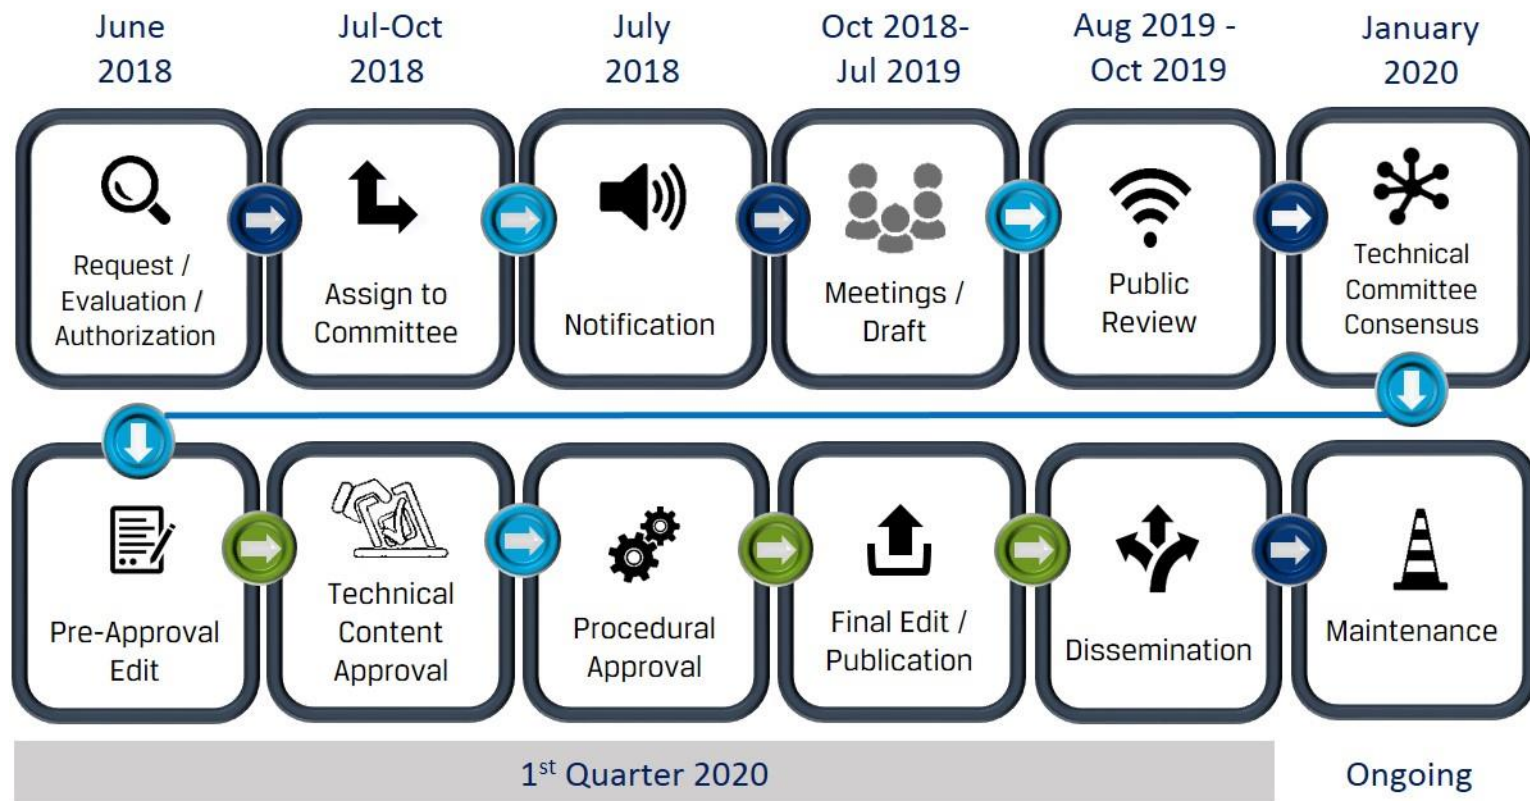 June
2018
Jul-Oct
2018
July
2018
Oct 2018-
Jul 2019
Aug 2019 -
Oct 2019
January
2020
Request /
Evaluation /
Authorization
Assign to
Committee
Notification
Meetings /
Draft
Public
Review
Technical
Committee
Consensus
Pre-Approval
Edit
Technical
Content
Approval
Procedural
Approval
Final Edit /
Publication
Dissemination
Maintenance
1st Quarter 2020
Ongoing